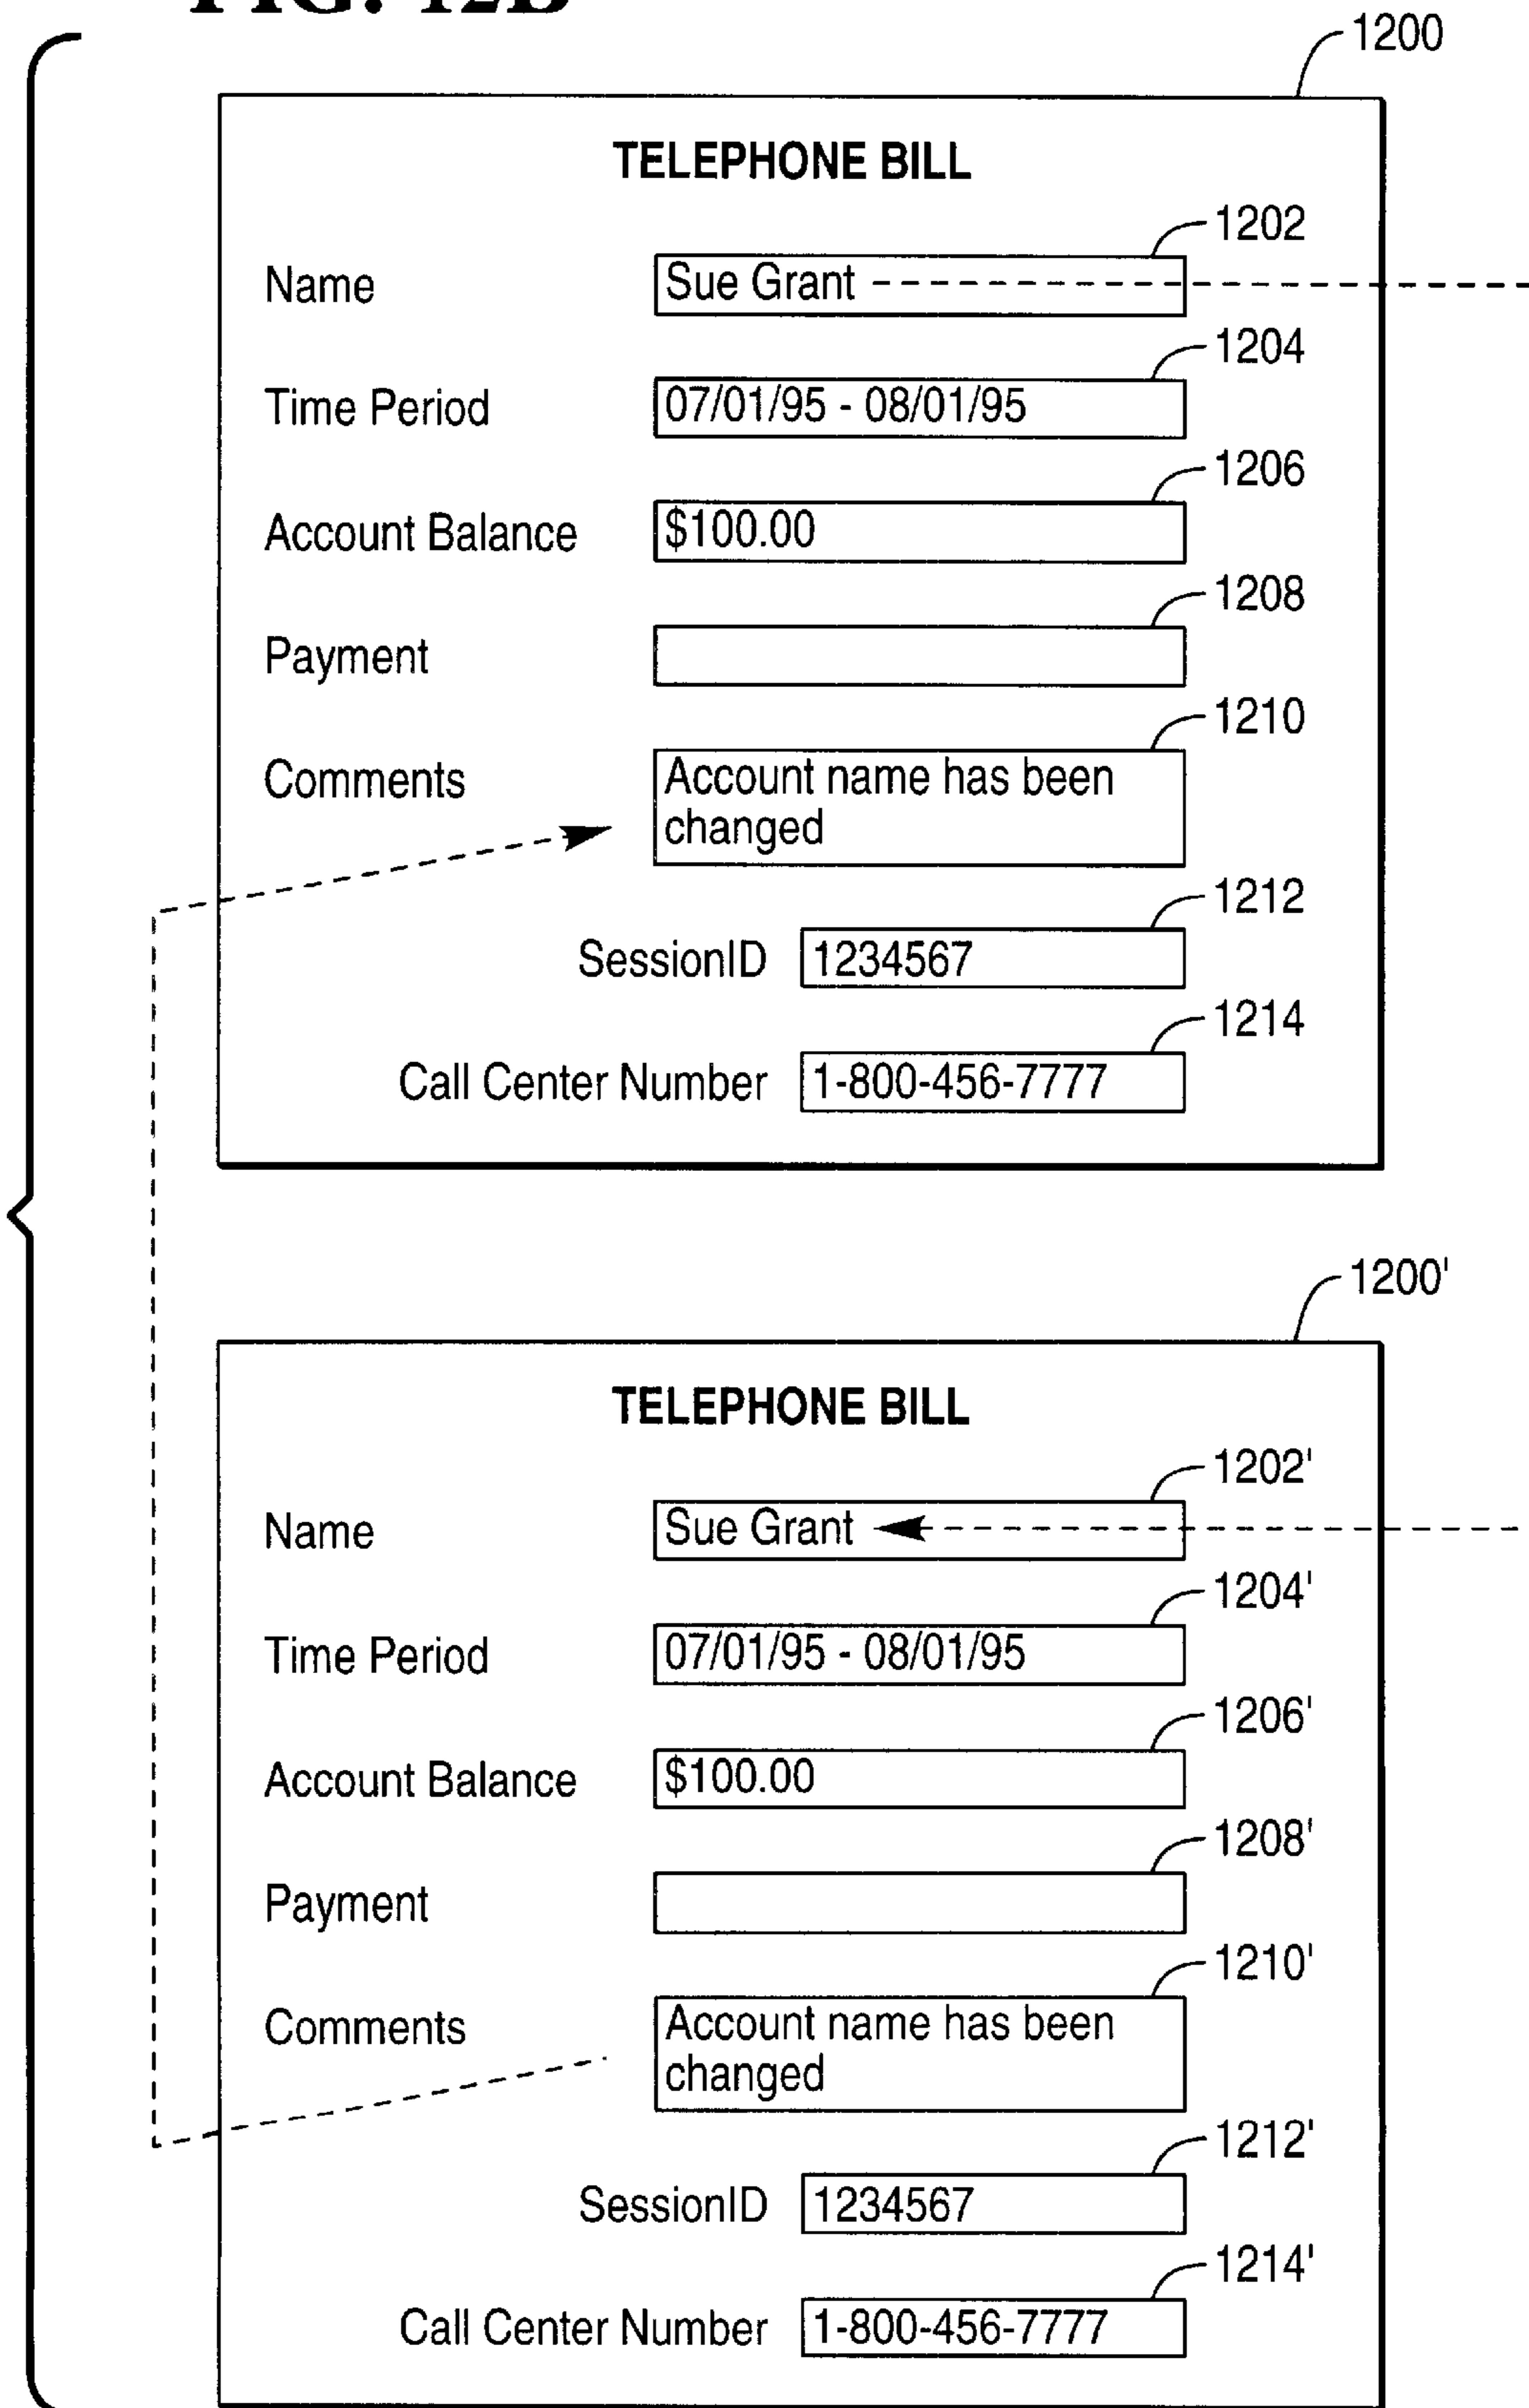 FIG. 12B
1200
TELEPHONE BILL
1202
Name Sue Grant
1204
Time Period 07/01/95 - 08/01/95
1206
Account Balance $100.00
1208
Payment
1210
Comments Account name has been
changed
1212
SessionID 1234567
1214
Call Center Number 1-800-456-7777
1200'
TELEPHONE BILL
1202'
Name Sue Grant
1204'
Time Period 07/01/95 - 08/01/95
1206'
Account Balance $100.00
1208'
Payment
1210'
Comments Account name has been
changed
1212'
SessionID 1234567
1214'
Call Center Number 1-800-456-7777